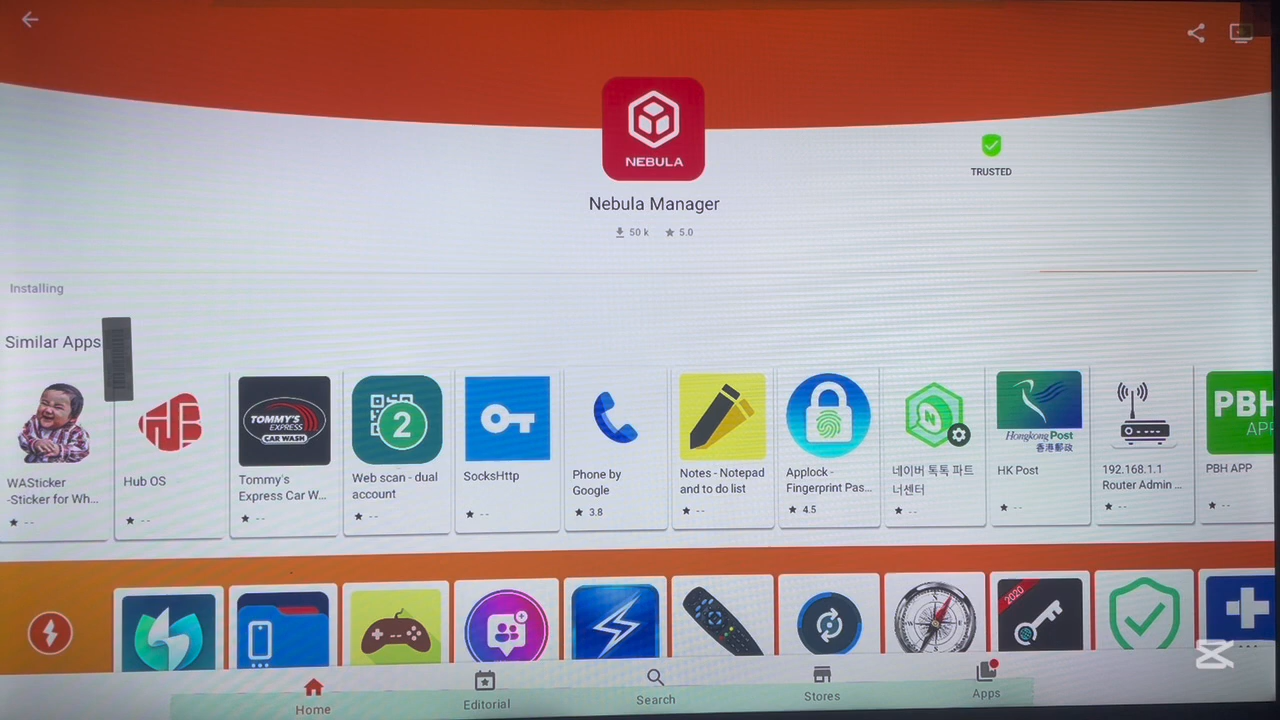 NEBULA
TRUSTED
Nebula Manager
50 k 5.0
Installing
Similar Apps
TOMMY'S
EXPRESS
CAR WASH
2
N
Hongkong Post
香港郵政
PBH
APP
WASticker
-Sticker for Wh...
--
Hub OS
--
Tommy's
Express Car W...
--
Web scan - dual
account
--
SocksHttp
--
Phone by
Google
3.8
Notes - Notepad
and to do list
--
Applock -
Fingerprint Pas...
4.5
네이버 톡톡 파트
너센터
--
HK Post
--
192.168.1.1
Router Admin ...
--
PBH APP
--
2020
Home
Editorial
Search
Stores
Apps